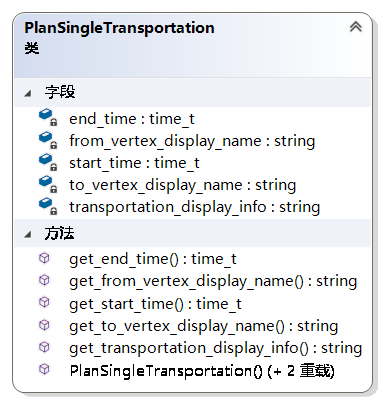 PlanSingleTransportation
类
字段
end_time : time_t
from_vertex_display_name : string
start_time : time_t
to_vertex_display_name : string
transportation_display_info : string
方法
get_end_time() : time_t
get_from_vertex_display_name() : string
get_start_time() : time_t
get_to_vertex_display_name() : string
get_transportation_display_info() : string
PlanSingleTransportation() (+ 2 重载)